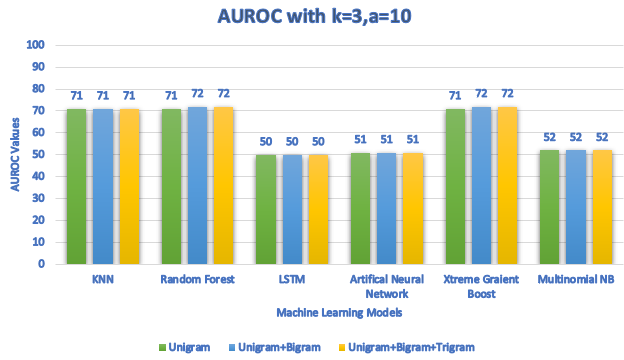 AUROC with k=3,a=10
AUROC Values
100
90
80
70
60
50
40
30
20
10
0
71 71 71
71 72 72
50 50 50
51 51 51
71 72 72
52 52 52
KNN
Random Forest
LSTM
Artifical Neural
Network
Xtreme Graient
Boost
Multinomial NB
Machine Learning Models
Unigram
Unigram+Bigram
Unigram+Bigram+Trigram